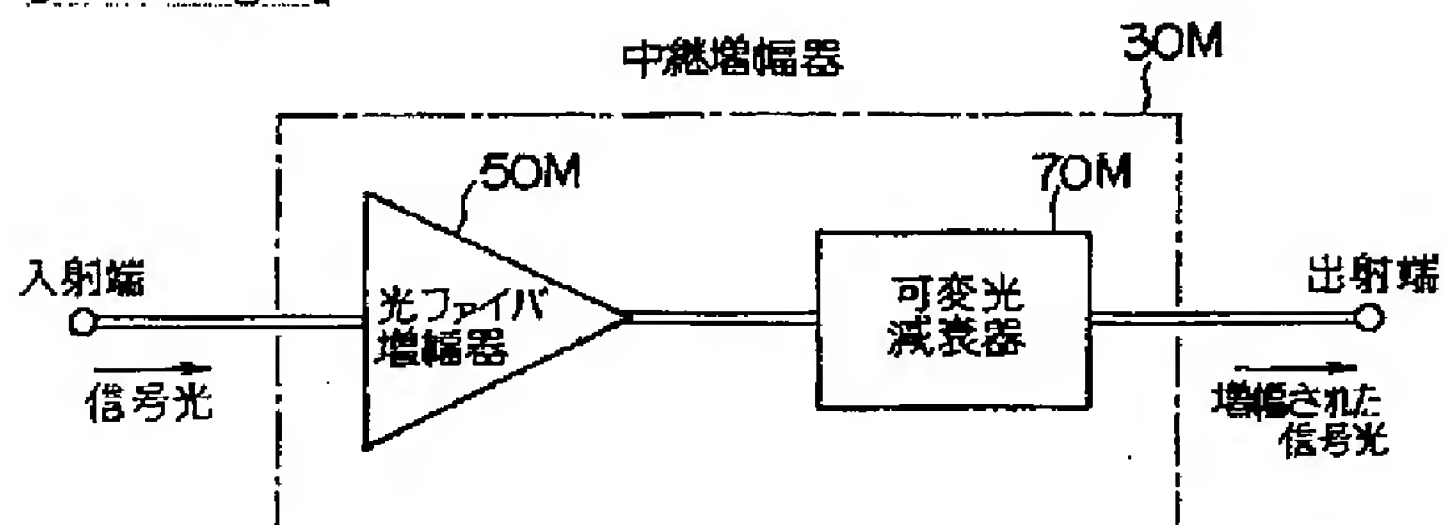 中継増幅器
30M
50M
70M
入射端
光ファイバ
増幅器
可変光
減衰器
出射端
信号光
増幅された
信号光